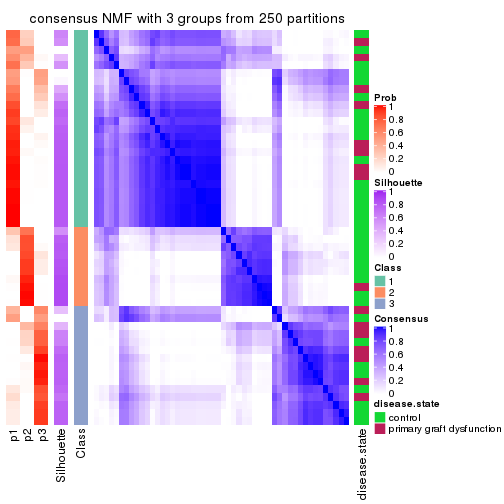 consensus NMF with 3 groups from 250 partitions
Prob
1
0.8
0.6
0.4
0.2
0
Silhouette
1
0.8
0.6
0.4
0.2
0
Class
1
2
3
Consensus
1
0.8
0.6
0.4
0.2
0
disease.state
control
primary graft dysfunction
p1
p2
p3
Silhouette
Class
disease.state